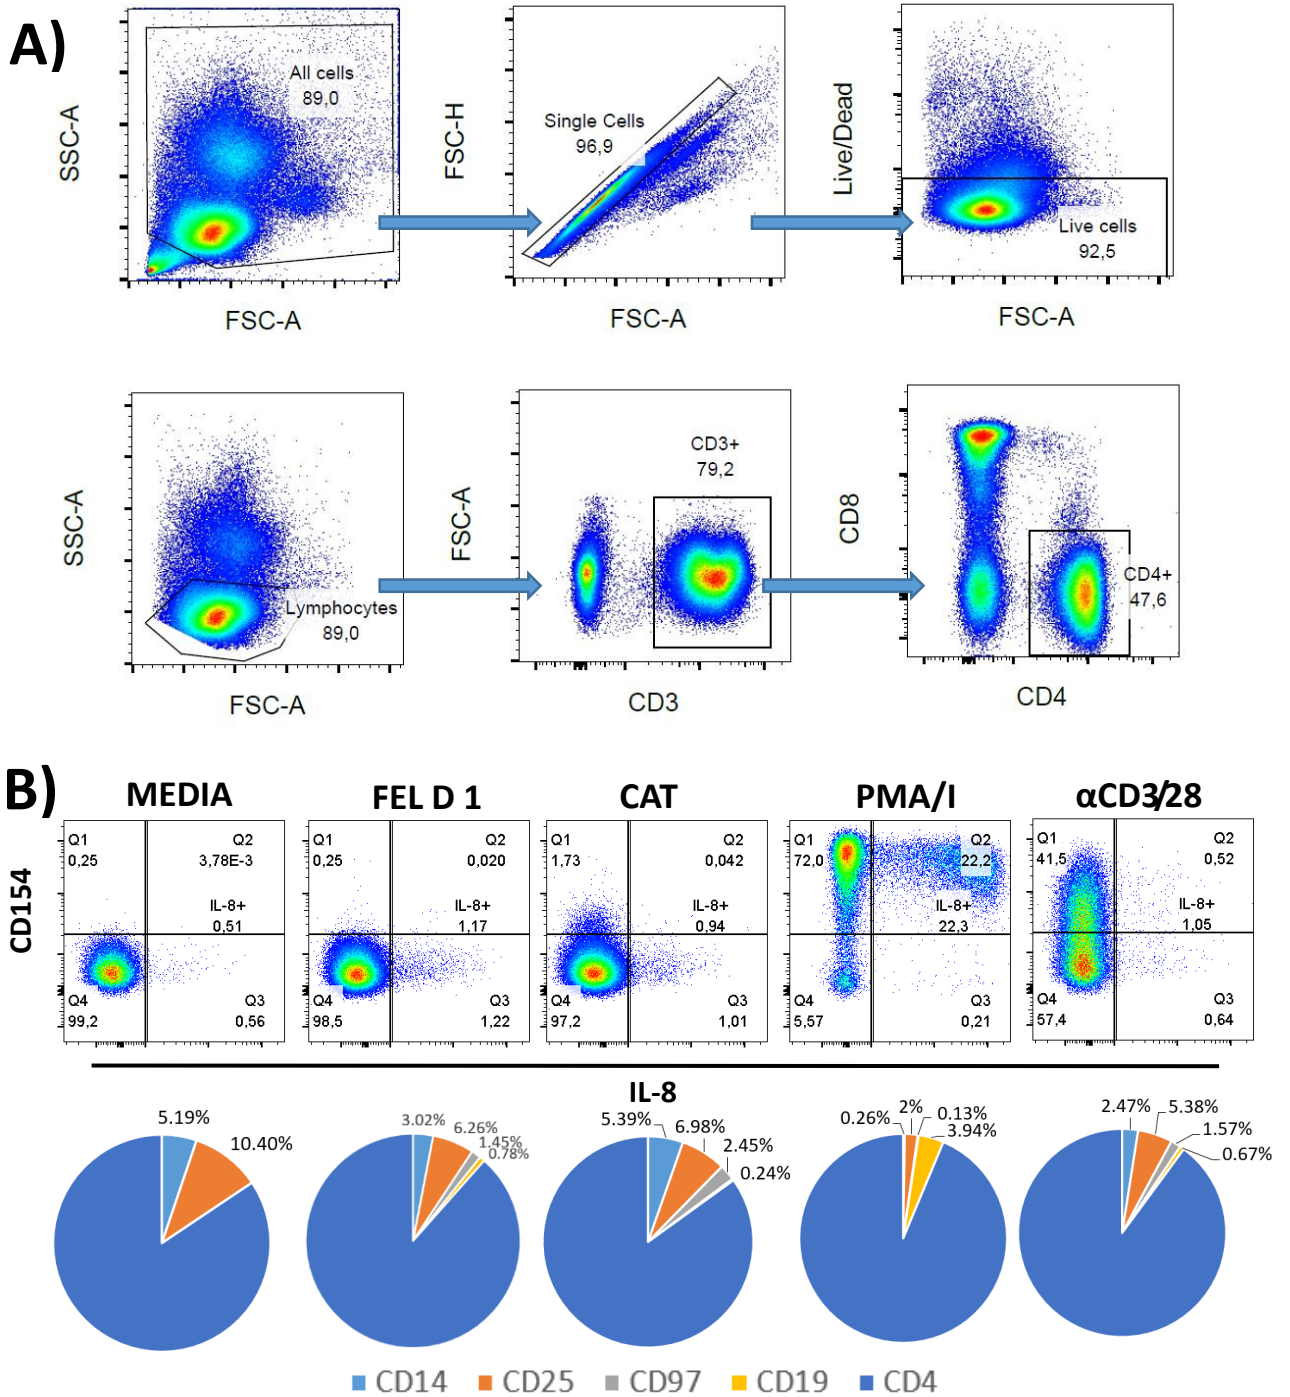 A)
All cells
89,0
SSC-A
FSC-A
Single Cells
96,9
FSC-H
FSC-A
Live/Dead
Live cells
92,5
FSC-A
SSC-A
Lymphocytes
89,0
FSC-A
CD3+
79,2
FSC-A
CD3
CD8
CD4+
47,6
CD4
B)
MEDIA
FEL D 1
CAT
PMA/I
αCD3/28
CD154
Q1
0,25
Q2
3,78E-3
IL-8+
0,51
Q4
99,2
Q3
0,56
Q1
0,25
Q2
0,020
IL-8+
1,17
Q4
98,5
Q3
1,22
Q1
1,73
Q2
0,042
IL-8+
0,94
Q4
97,2
Q3
1,01
Q1
72,0
Q2
22,2
IL-8+
22,3
Q4
5,57
Q3
0,21
Q1
41,5
Q2
0,52
IL-8+
1,05
Q4
57,4
Q3
0,64
IL-8
5.19%
10.40%
3.02%
6.26%
1.45%
0.78%
5.39%
6.98%
2.45%
0.24%
0.26%
2%
0.13%
3.94%
2.47%
5.38%
1.57%
0.67%
CD14 CD25 CD97 CD19 CD4